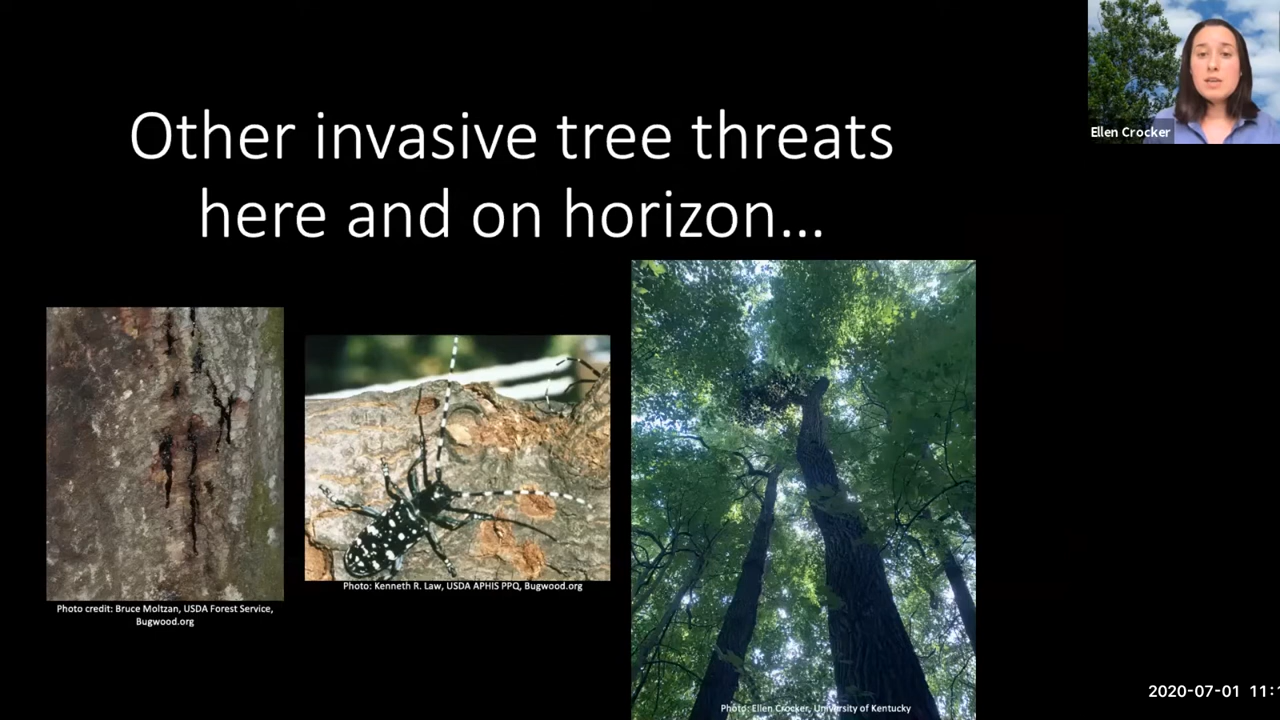 Other invasive tree threats
here and on horizon...
Ellen Crocker
Photo credit: Bruce Moltzan, USDA Forest Service,
Bugwood.org
Photo: Kenneth R. Law, USDA APHIS PPQ, Bugwood.org
Photo: Ellen Crocker, University of Kentucky
2020-07-01 11: